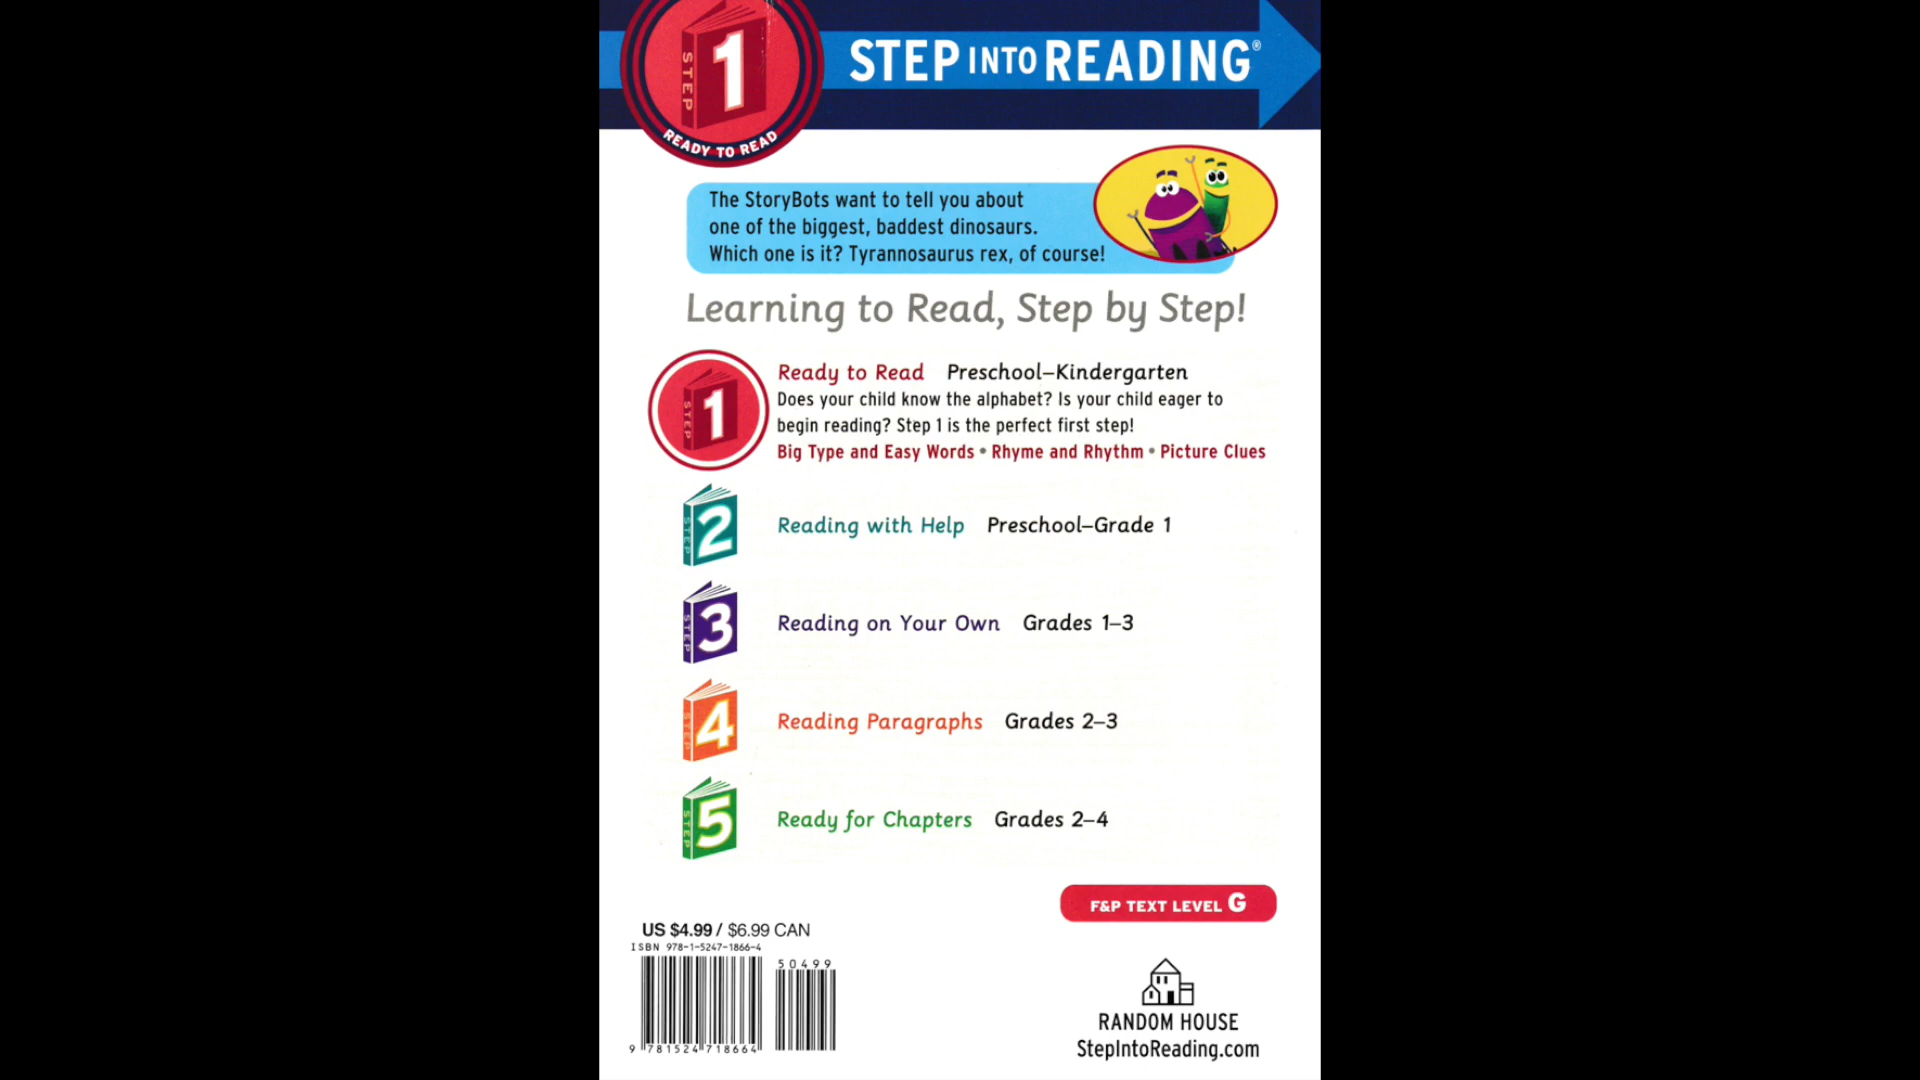 STEP 1
READY TO READ
STEP INTO READING®
The StoryBots want to tell you about
one of the biggest, baddest dinosaurs.
Which one is it? Tyrannosaurus rex, of course!
Learning to Read, Step by Step!
STEP 1
Ready to Read Preschool–Kindergarten
Does your child know the alphabet? Is your child eager to
begin reading? Step 1 is the perfect first step!
Big Type and Easy Words • Rhyme and Rhythm • Picture Clues
STEP 2
Reading with Help Preschool–Grade 1
STEP 3
Reading on Your Own Grades 1–3
STEP 4
Reading Paragraphs Grades 2–3
STEP 5
Ready for Chapters Grades 2–4
F&P TEXT LEVEL G
US $4.99 / $6.99 CAN
ISBN 978-1-5247-1866-4
50499
9 781524 718664
RANDOM HOUSE
StepIntoReading.com